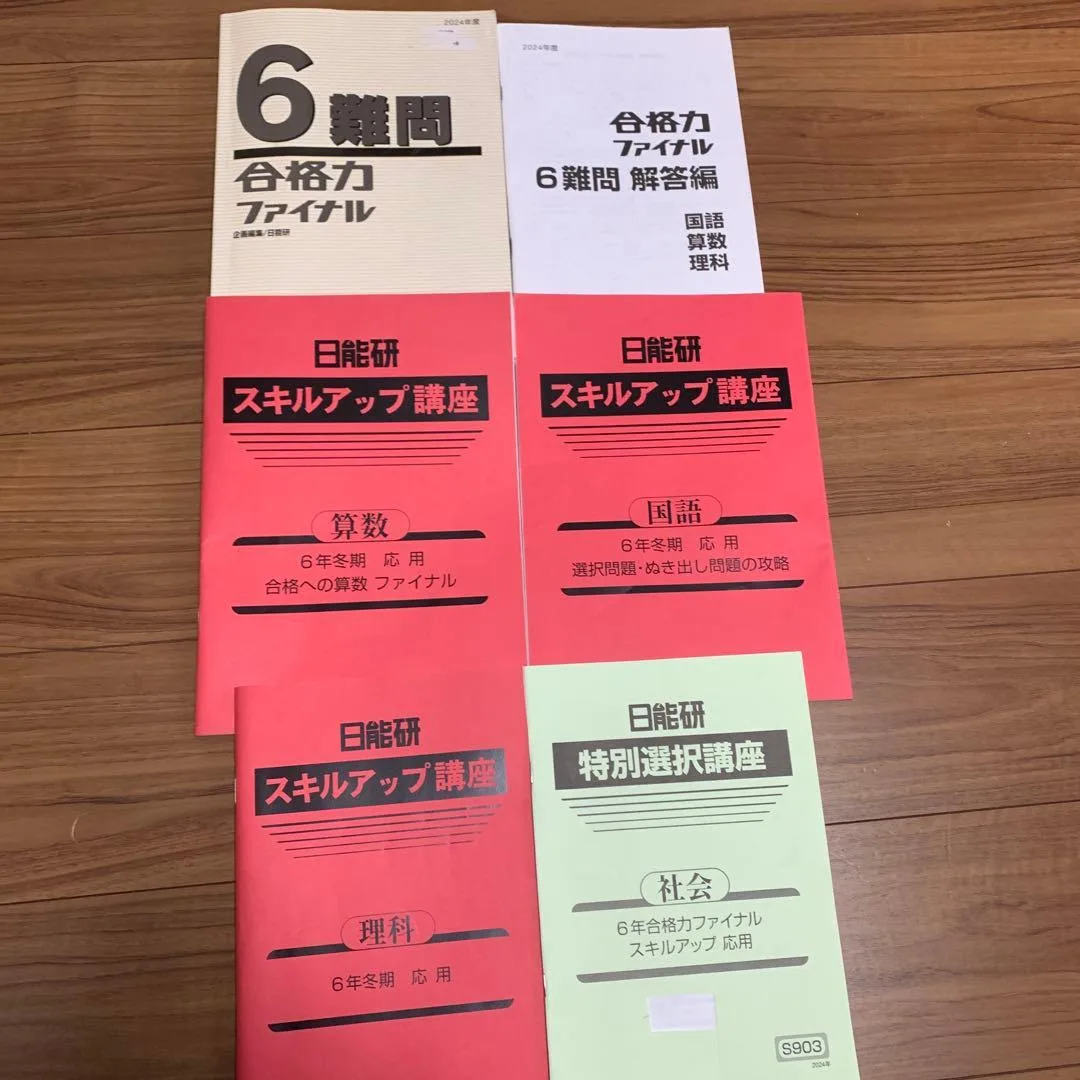 2024年度
6難問
合格力
ファイナル
企画編集/日能研
2024年度
合格力
ファイナル
6難問 解答編
国語
算数
理科
日能研
スキルアップ講座
算数
6年冬期 応用
合格への算数 ファイナル
日能研
スキルアップ講座
国語
6年冬期 応用
選択問題・ぬき出し問題の攻略
日能研
スキルアップ講座
理科
6年冬期 応用
日能研
特別選択講座
社会
6年合格力ファイナル
スキルアップ 応用
S903
2024年